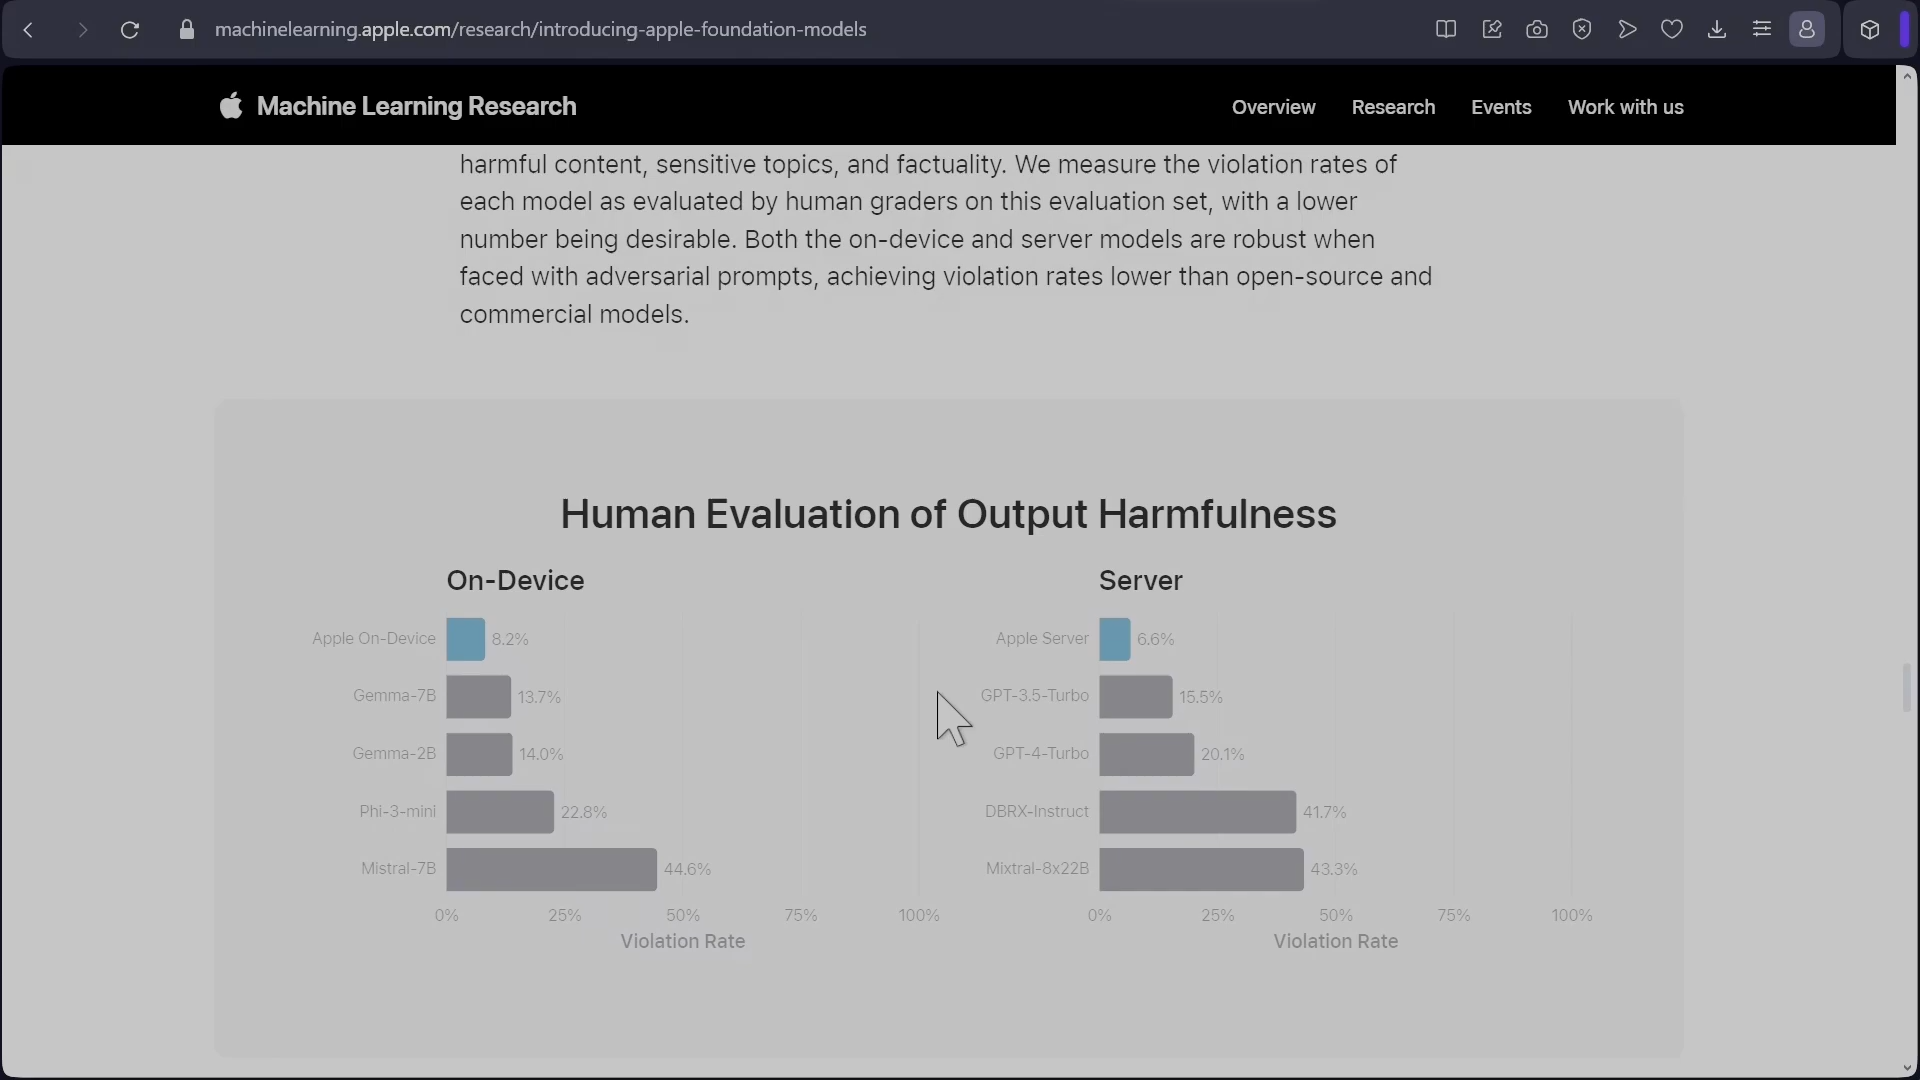 machinelearning.apple.com/research/introducing-apple-foundation-models
Machine Learning Research
Overview
Research
Events
Work with us
harmful content, sensitive topics, and factuality. We measure the violation rates of
each model as evaluated by human graders on this evaluation set, with a lower
number being desirable. Both the on-device and server models are robust when
faced with adversarial prompts, achieving violation rates lower than open-source and
commercial models.
Human Evaluation of Output Harmfulness
On-Device
Apple On-Device 8.2%
Gemma-7B 13.7%
Gemma-2B 14.0%
Phi-3-mini 22.8%
Mistral-7B 44.6%
0% 25% 50% 75% 100%
Violation Rate
Server
Apple Server 6.6%
GPT-3.5-Turbo 15.5%
GPT-4-Turbo 20.1%
DBRX-Instruct 41.7%
Mixtral-8x22B 43.3%
0% 25% 50% 75% 100%
Violation Rate